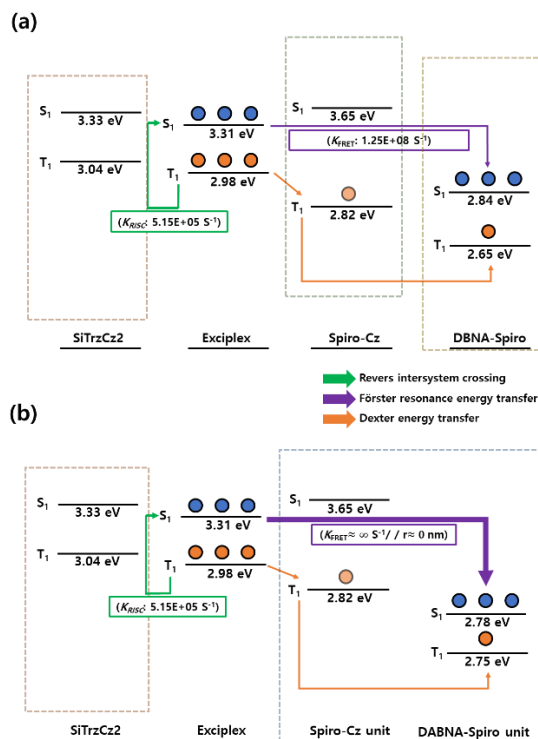 (a)
S1
3.33 eV
T1
3.04 eV
S1
3.31 eV
T1
2.98 eV
(KRISC: 5.15E+05 S-1)
S1
3.65 eV
(KFRET: 1.25E+08 S-1)
T1
2.82 eV
S1
2.84 eV
T1
2.65 eV
SiTrzCz2
Exciplex
Spiro-Cz
DBNA-Spiro
Revers intersystem crossing
Förster resonance energy transfer
Dexter energy transfer
(b)
S1
3.33 eV
T1
3.04 eV
S1
3.31 eV
T1
2.98 eV
(KRISC: 5.15E+05 S-1)
S1
3.65 eV
(KFRET≈ ∞ S-1// r≈ 0 nm)
T1
2.82 eV
S1
2.78 eV
T1
2.75 eV
SiTrzCz2
Exciplex
Spiro-Cz unit
DABNA-Spiro unit